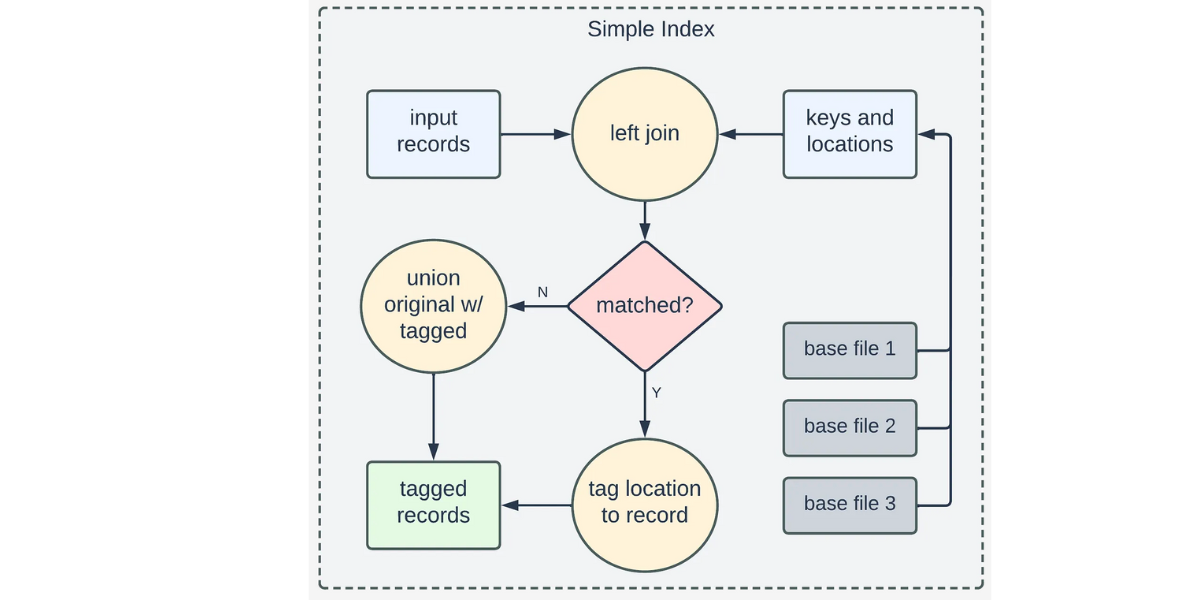 Simple Index
input
records
left join
keys and
locations
union
original w/
tagged
N
matched?
Y
base file 1
base file 2
base file 3
tagged
records
tag location
to record